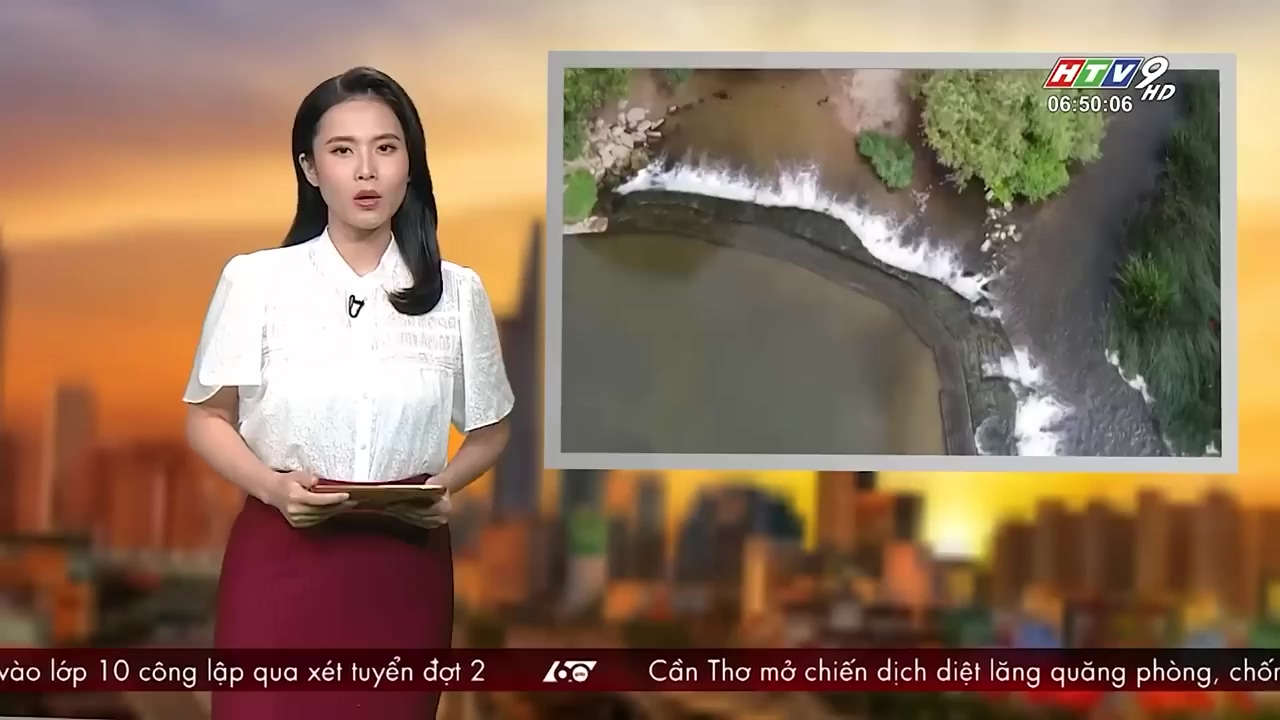 HTV9
HD
06:50:06
vào lớp 10 công lập qua xét tuyển đợt 2
60
Cần Thơ mở chiến dịch diệt lăng quăng phòng, chốn